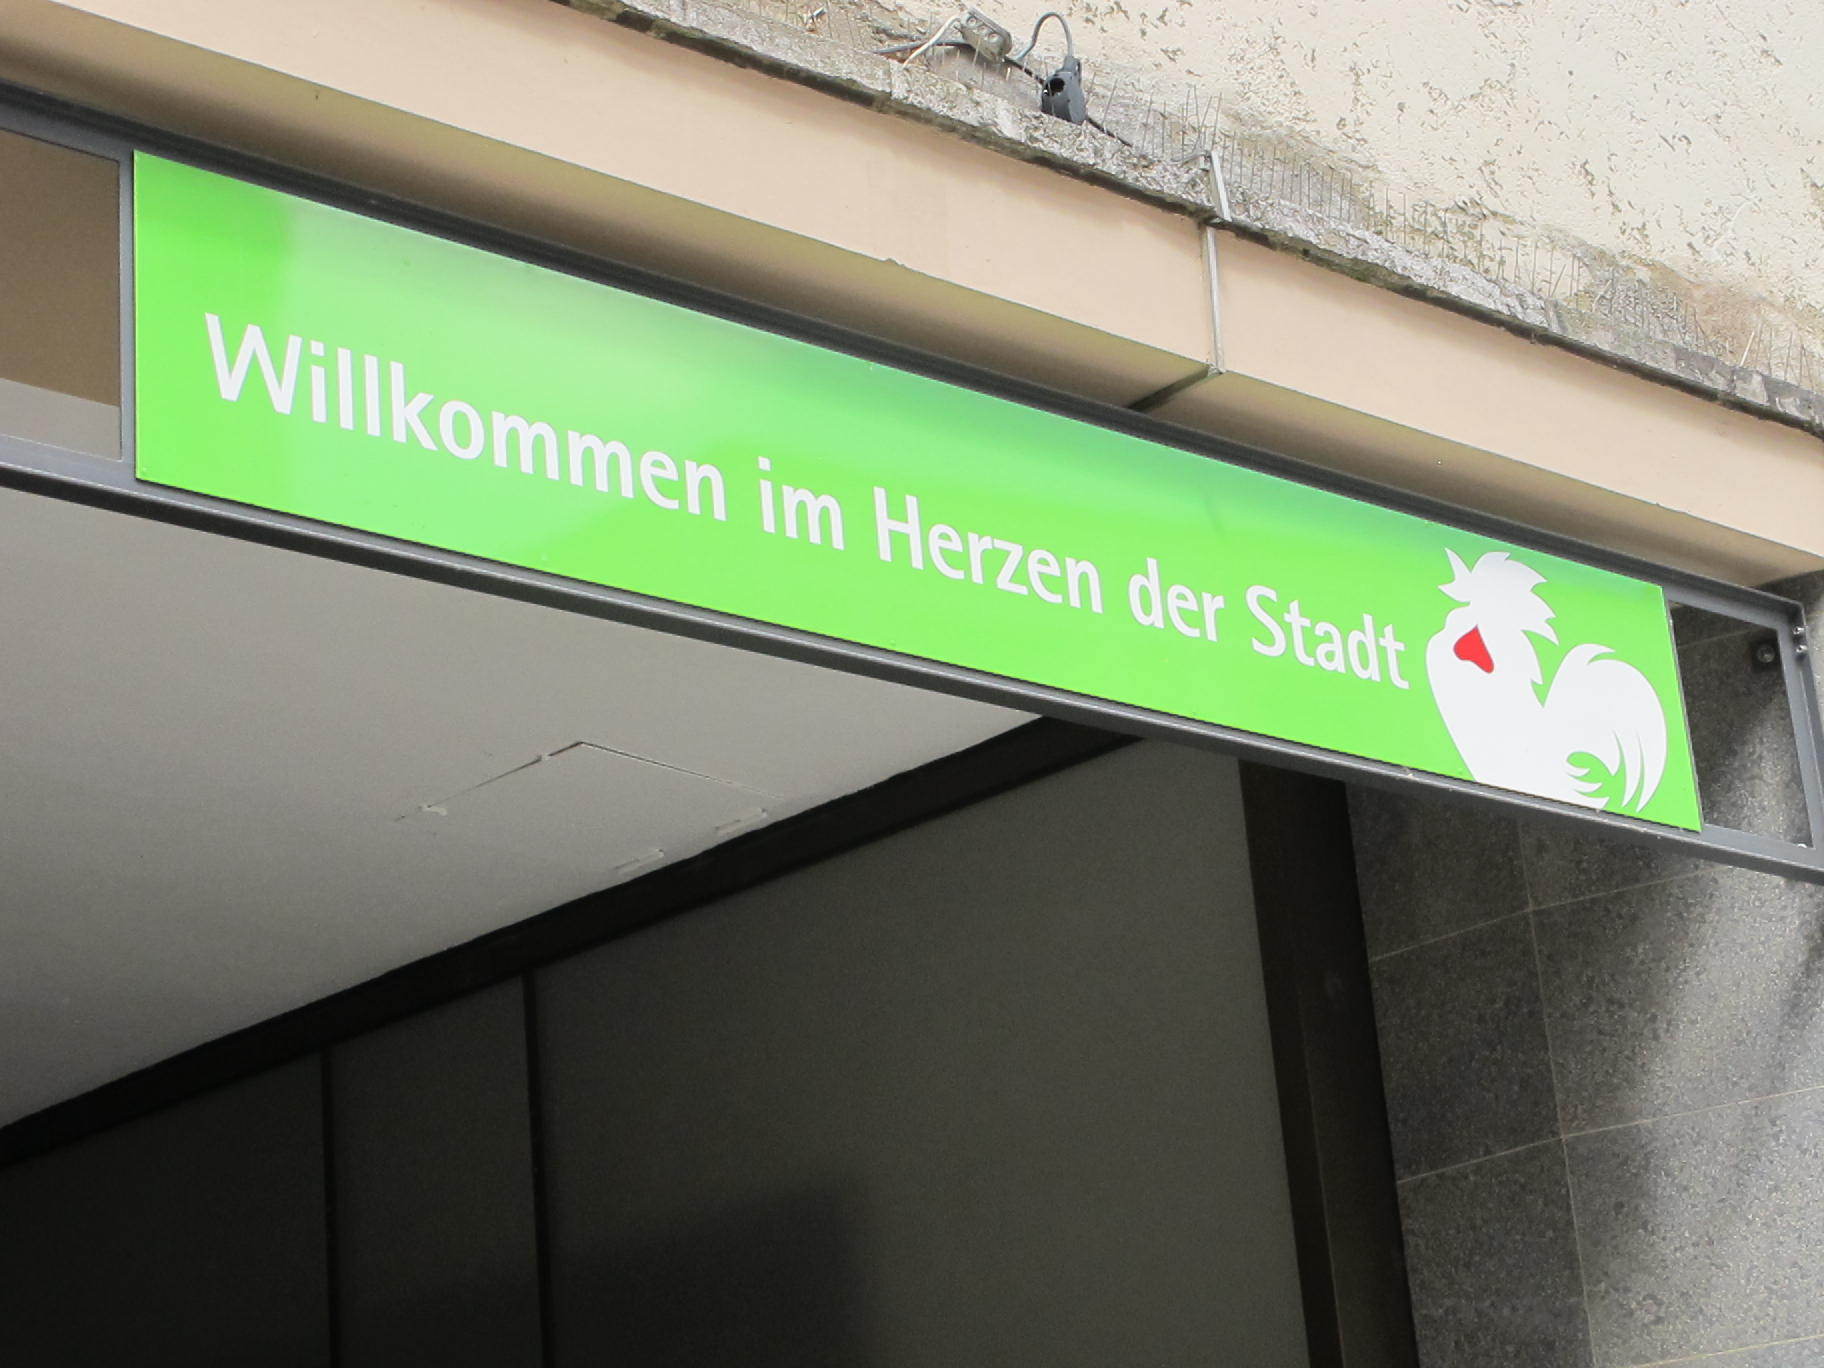 Willkommen im Herzen der Stadt